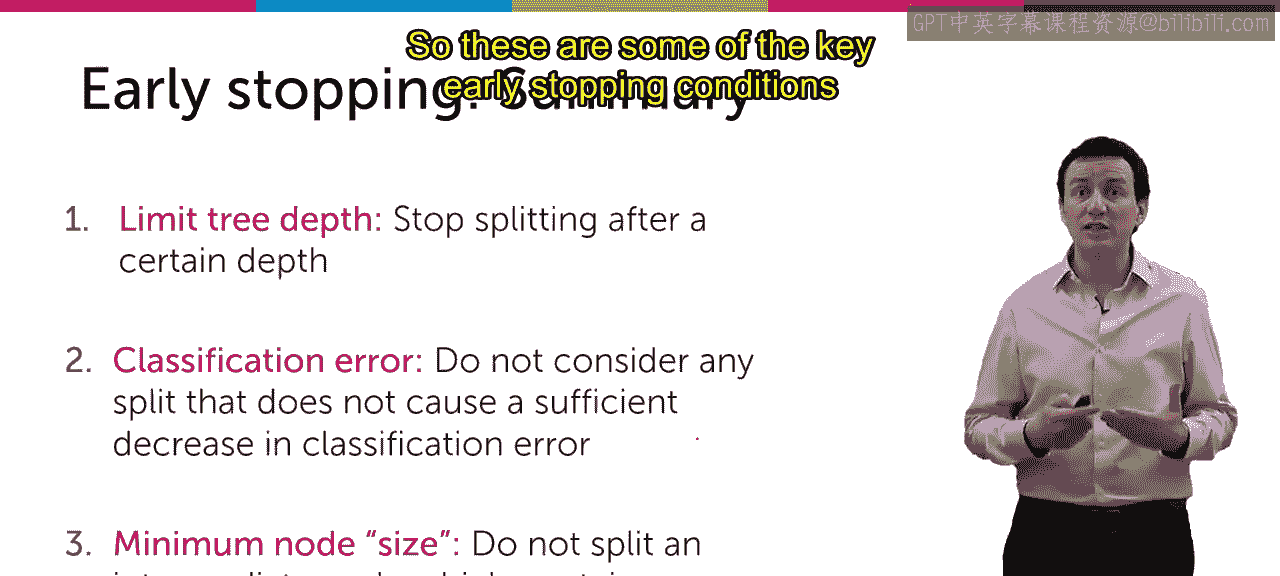 GPT中英字幕课程资源@bilibili.com
So these are some of the key
early stopping conditions
Early stopping: Summary
1. Limit tree depth: Stop splitting after a
certain depth
2. Classification error: Do not consider any
split that does not cause a sufficient
decrease in classification error
3. Minimum node “size”: Do not split an